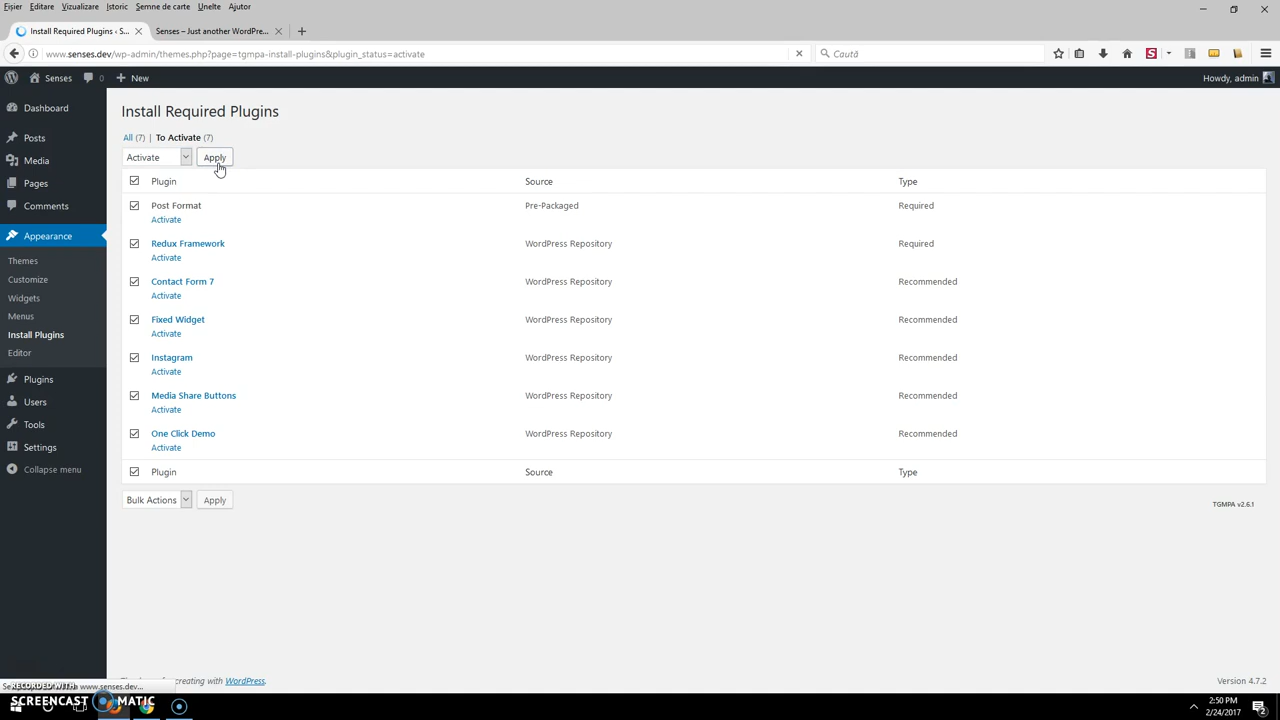 Fișier Editare Vizualizare Istoric Semne de carte Unelte Ajutor
Install Required Plugins ‹ S... Senses – Just another WordPre...
www.senses.dev/wp-admin/themes.php?page=tgmpa-install-plugins&plugin_status=activate Caută
Senses 0 New Howdy, admin
Dashboard
Posts
Media
Pages
Comments
Appearance
Themes
Customize
Widgets
Menus
Install Plugins
Editor
Plugins
Users
Tools
Settings
Collapse menu
Install Required Plugins
All (7) | To Activate (7)
Activate Apply
Plugin Source Type
Post Format Pre-Packaged Required
Activate
Redux Framework WordPress Repository Required
Activate
Contact Form 7 WordPress Repository Recommended
Activate
Fixed Widget WordPress Repository Recommended
Activate
Instagram WordPress Repository Recommended
Activate
Media Share Buttons WordPress Repository Recommended
Activate
One Click Demo WordPress Repository Recommended
Activate
Plugin Source Type
Bulk Actions Apply
TGMPA v2.6.1
creating with WordPress. Version 4.7.2
www.senses.dev...
RECORDED WITH
SCREENCAST MATIC
2:50 PM
2/24/2017